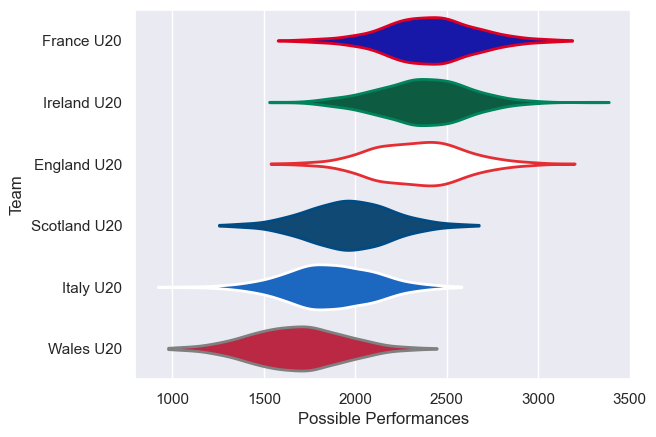 France U20
Ireland U20
England U20
Scotland U20
Italy U20
Wales U20
Team
1000 1500 2000 2500 3000 3500
Possible Performances